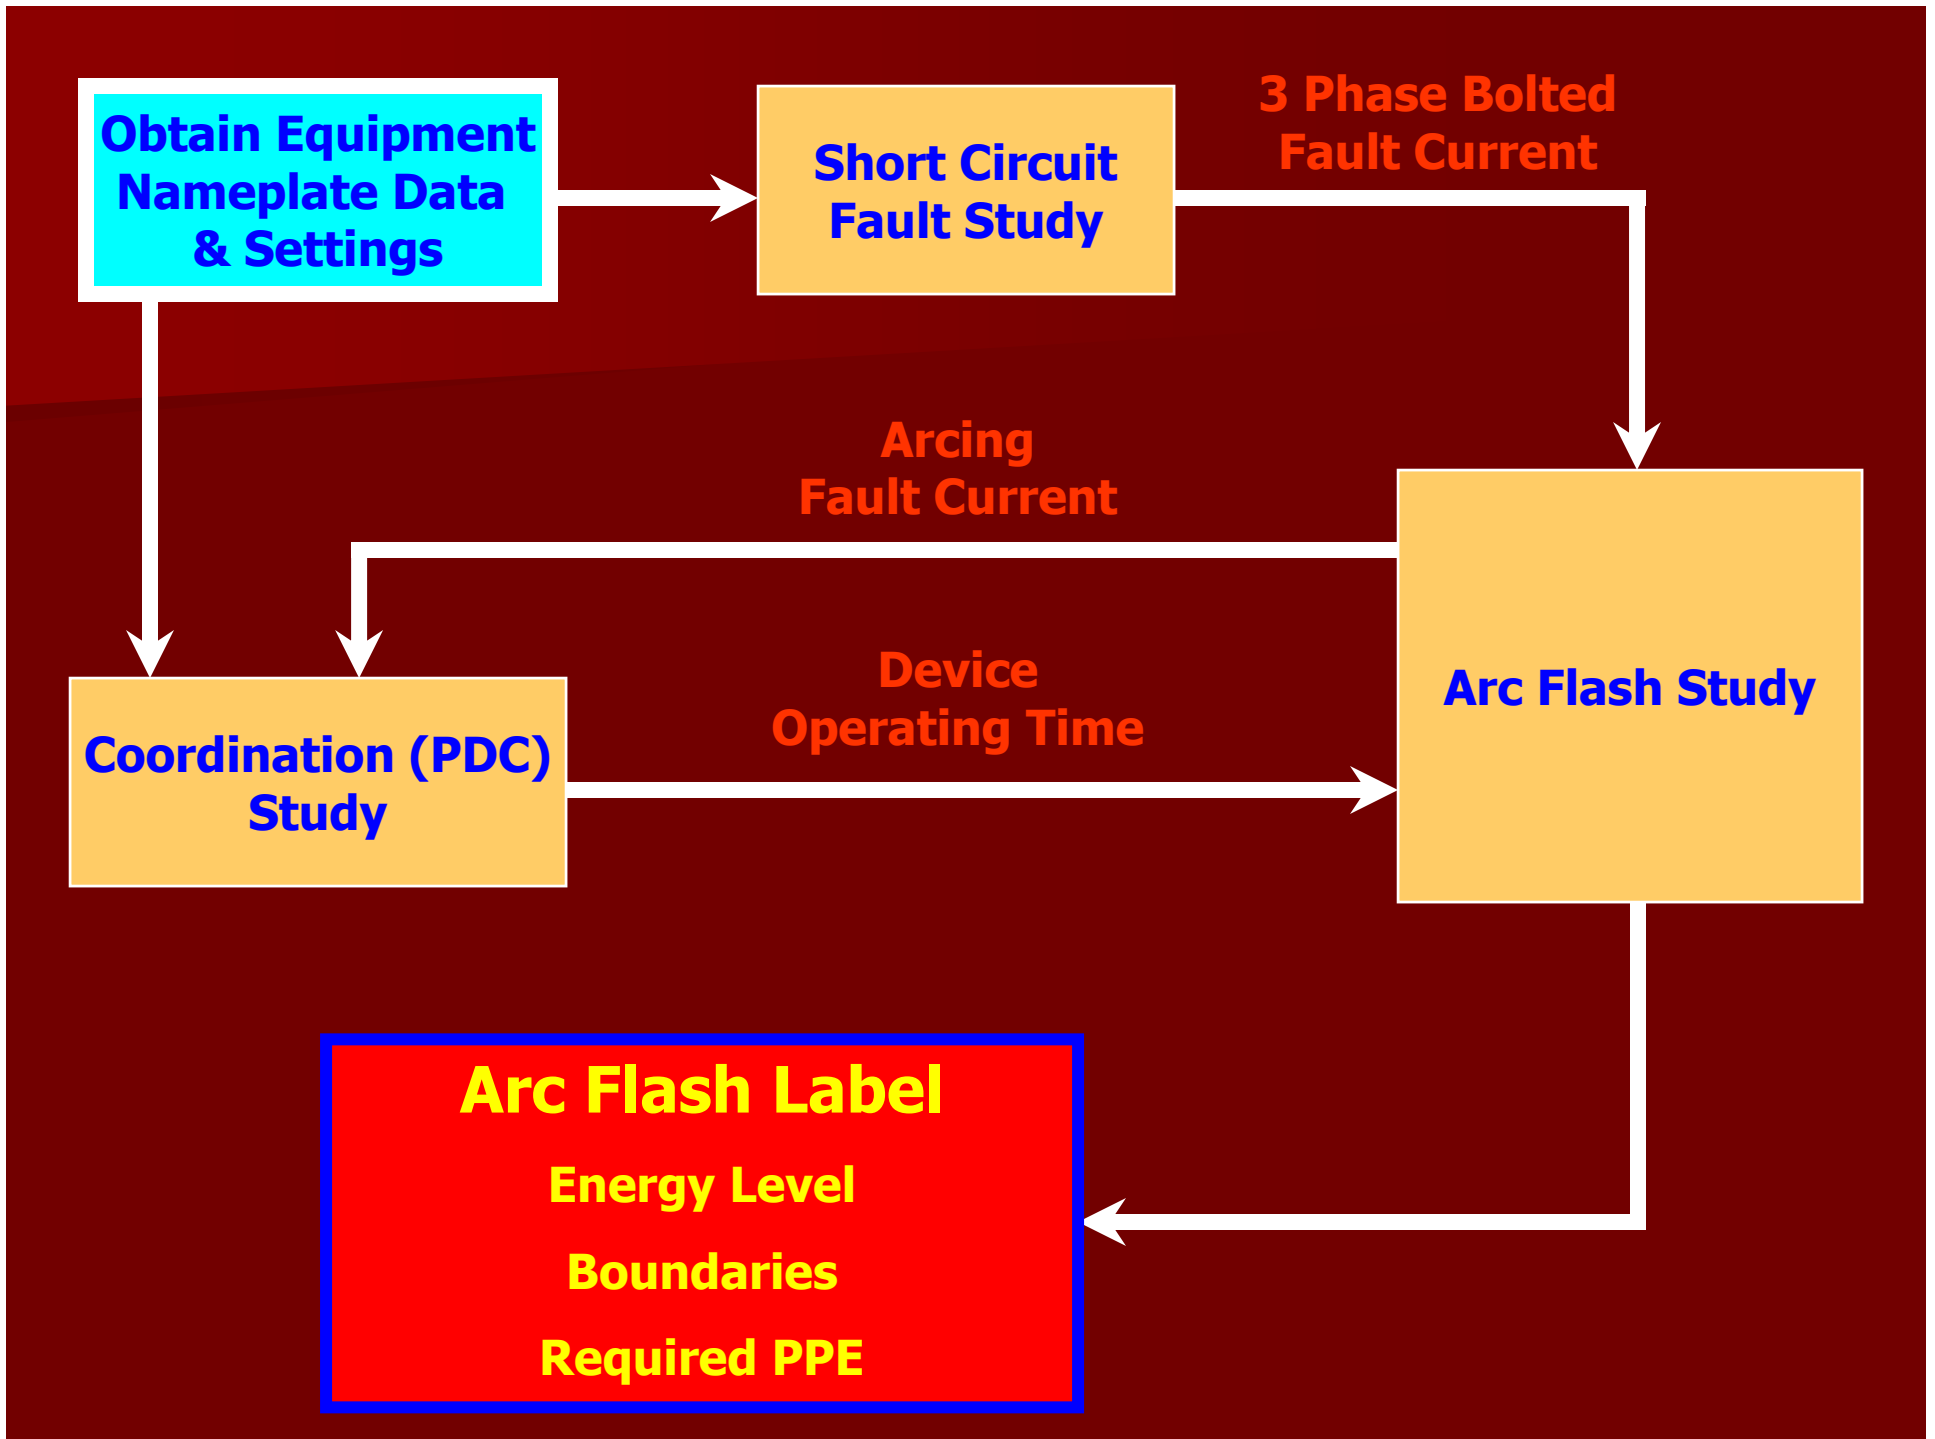 Obtain Equipment
Nameplate Data
& Settings
Short Circuit
Fault Study
3 Phase Bolted
Fault Current
Arcing
Fault Current
Device
Operating Time
Arc Flash Study
Coordination (PDC)
Study
Arc Flash Label
Energy Level
Boundaries
Required PPE